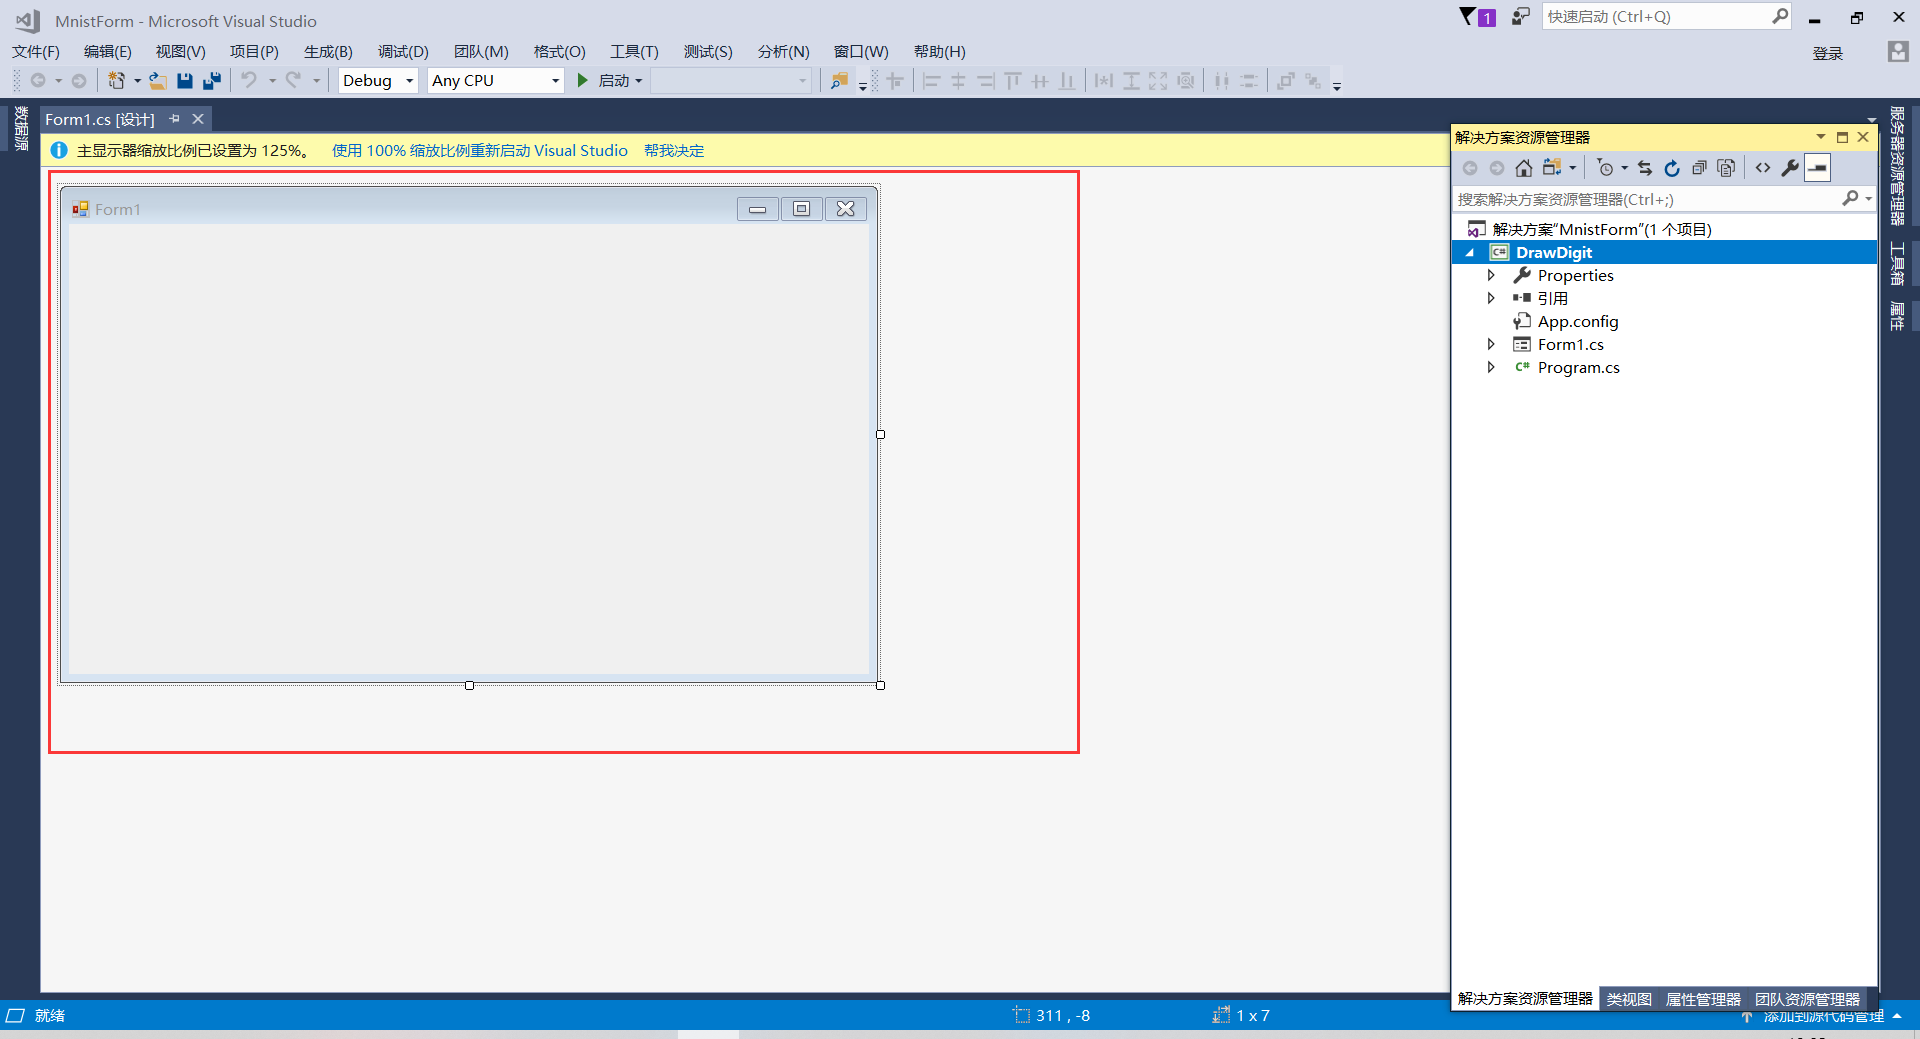 MnistForm - Microsoft Visual Studio
1
快速启动 (Ctrl+Q)
文件(F) 编辑(E) 视图(V) 项目(P) 生成(B) 调试(D) 团队(M) 格式(O) 工具(T) 测试(S) 分析(N) 窗口(W) 帮助(H)
登录
Debug Any CPU 启动
数据源
Form1.cs [设计]
主显示器缩放比例已设置为 125%。 使用 100% 缩放比例重新启动 Visual Studio 帮我决定
Form1
解决方案资源管理器
搜索解决方案资源管理器(Ctrl+;)
解决方案“MnistForm”(1 个项目)
C# DrawDigit
Properties
引用
App.config
Form1.cs
C# Program.cs
服务器资源管理器
工具箱
属性
解决方案资源管理器 类视图 属性管理器 团队资源管理器
就绪
311 , -8
1 x 7
添加到源代码管理